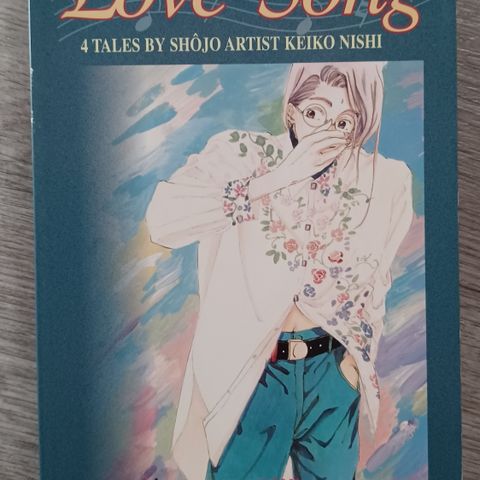 Love Song
4 TALES BY SHÔJO ARTIST KEIKO NISHI